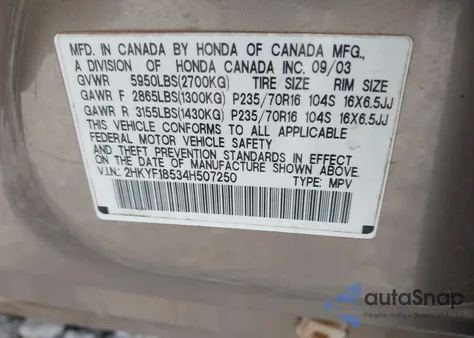 MFD. IN CANADA BY HONDA OF CANADA MFG.,
A DIVISION OF HONDA CANADA INC. 09/03
GVWR 5950LBS(2700KG) TIRE SIZE RIM SIZE
GAWR F 2865LBS(1300KG) P235/70R16 104S 16X6.5JJ
GAWR R 3155LBS(1430KG) P235/70R16 104S 16X6.5JJ
THIS VEHICLE CONFORMS TO ALL APPLICABLE
FEDERAL MOTOR VEHICLE SAFETY
STANDARDS IN EFFECT ON THE
DATE OF MANUFACTURE SHOWN ABOVE.
V.I.N.: 2HKYF18534H507250
TYPE: MPV
autoSnap